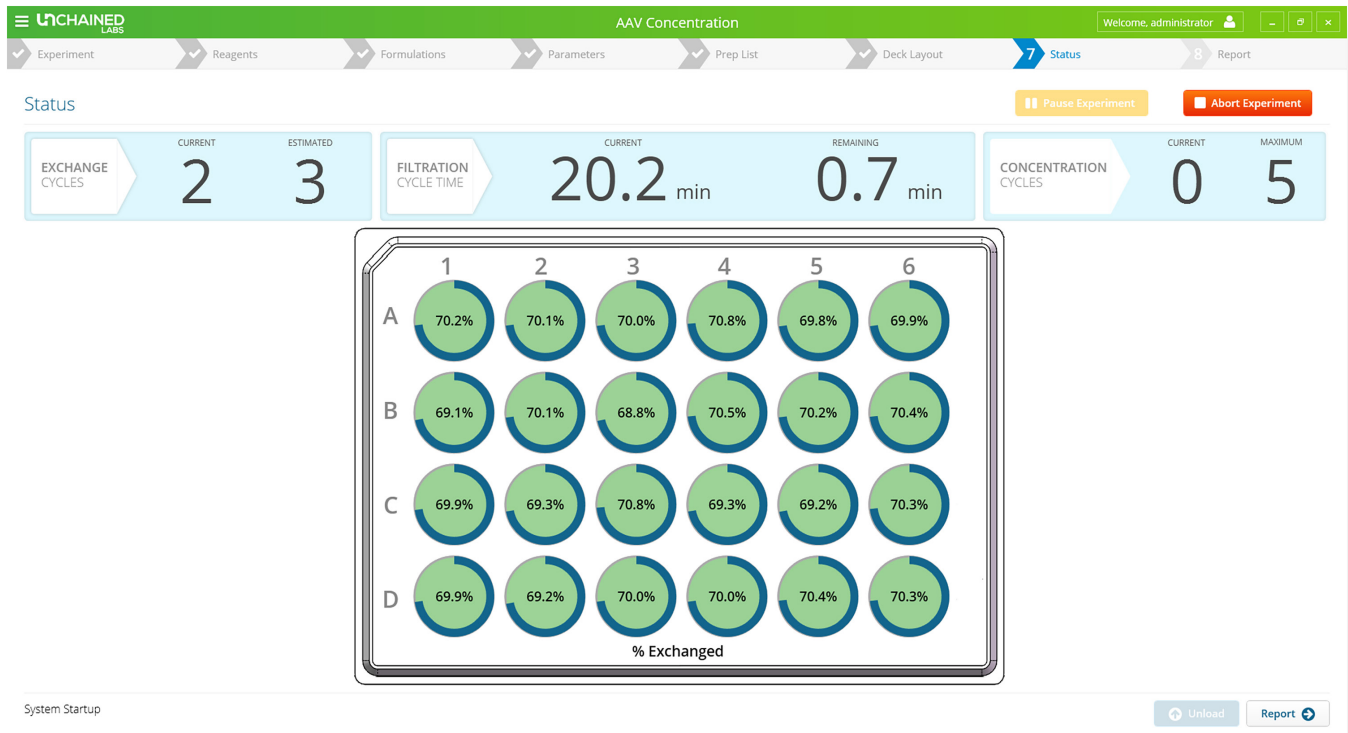 UNCHAINED LABS
AAV Concentration
Welcome, administrator
Experiment
Reagents
Formulations
Parameters
Prep List
Deck Layout
7 Status
8 Report
Status
Pause Experiment
Abort Experiment
EXCHANGE CYCLES
CURRENT
2
ESTIMATED
3
FILTRATION CYCLE TIME
CURRENT
20.2 min
REMAINING
0.7 min
CONCENTRATION CYCLES
CURRENT
0
MAXIMUM
5
1 2 3 4 5 6
A 70.2% 70.1% 70.0% 70.8% 69.8% 69.9%
B 69.1% 70.1% 68.8% 70.5% 70.2% 70.4%
C 69.9% 69.3% 70.8% 69.3% 69.2% 70.3%
D 69.9% 69.2% 70.0% 70.0% 70.4% 70.3%
% Exchanged
System Startup
Unload
Report